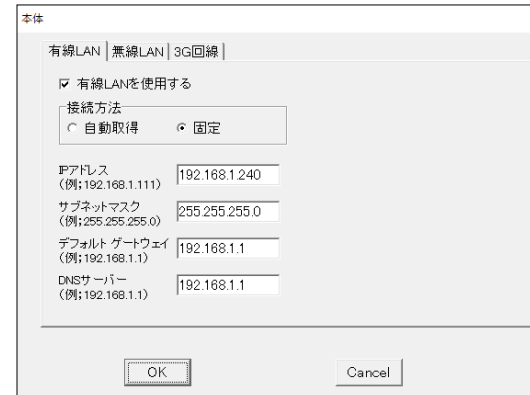 本体
有線LAN 無線LAN 3G回線
有線LANを使用する
接続方法
自動取得 固定
IPアドレス
(例;192.168.1.111) 192.168.1.240
サブネットマスク
(例;255.255.255.0) 255.255.255.0
デフォルト ゲートウェイ
(例;192.168.1.1) 192.168.1.1
DNSサーバー
(例;192.168.1.1) 192.168.1.1
OK Cancel